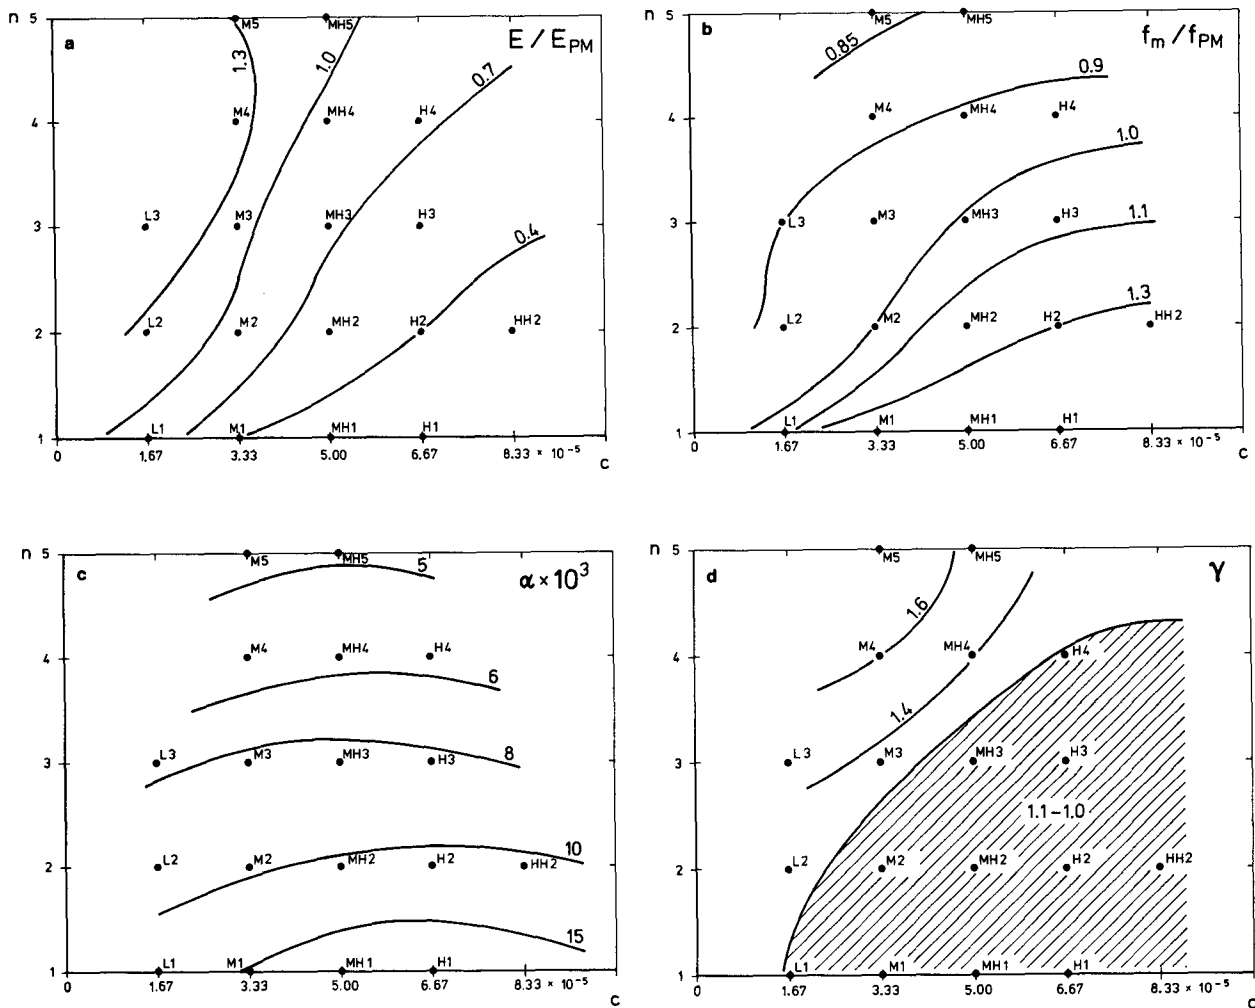 n 5 M5 MH5
a E / E_PM
1.3 1.0 0.7
4 M4 MH4 H4
3 L3 M3 MH3 H3
0.4
2 L2 M2 MH2 H2 HH2
1 L1 M1 MH1 H1
0 1.67 3.33 5.00 6.67 8.33 × 10⁻⁵
c
n 5 M5 MH5
b f_m / f_PM
0.85
0.9
4 M4 MH4 H4
1.0
3 L3 M3 MH3 H3
1.1
1.3
2 L2 M2 MH2 H2 HH2
1 L1 M1 MH1 H1
0 1.67 3.33 5.00 6.67 8.33 × 10⁻⁵
c
n 5 M5 MH5
c 5 α × 10³
4 M4 MH4 H4
6
3 L3 M3 MH3 H3
8
10
2 L2 M2 MH2 H2 HH2
15
1 L1 M1 MH1 H1
0 1.67 3.33 5.00 6.67 8.33 × 10⁻⁵
c
n 5 M5 MH5
d γ
1.6
4 M4 MH4 H4
1.4
3 L3 M3 MH3 H3
1.1–1.0
2 L2 M2 MH2 H2 HH2
1 L1 M1 MH1 H1
0 1.67 3.33 5.00 6.67 8.33 × 10⁻⁵
c